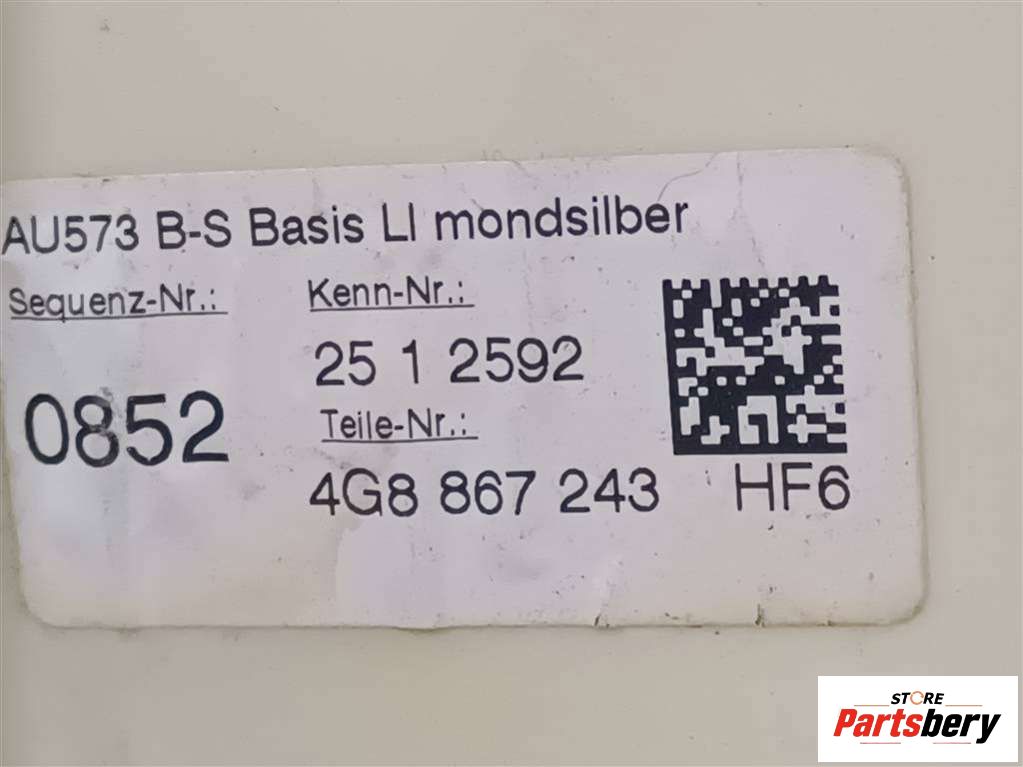 AU573 B-S Basis LI mondsilber
Sequenz-Nr.: Kenn-Nr.:
25 1 2592
0852
Teile-Nr.:
4G8 867 243 HF6
STORE
Partsbery